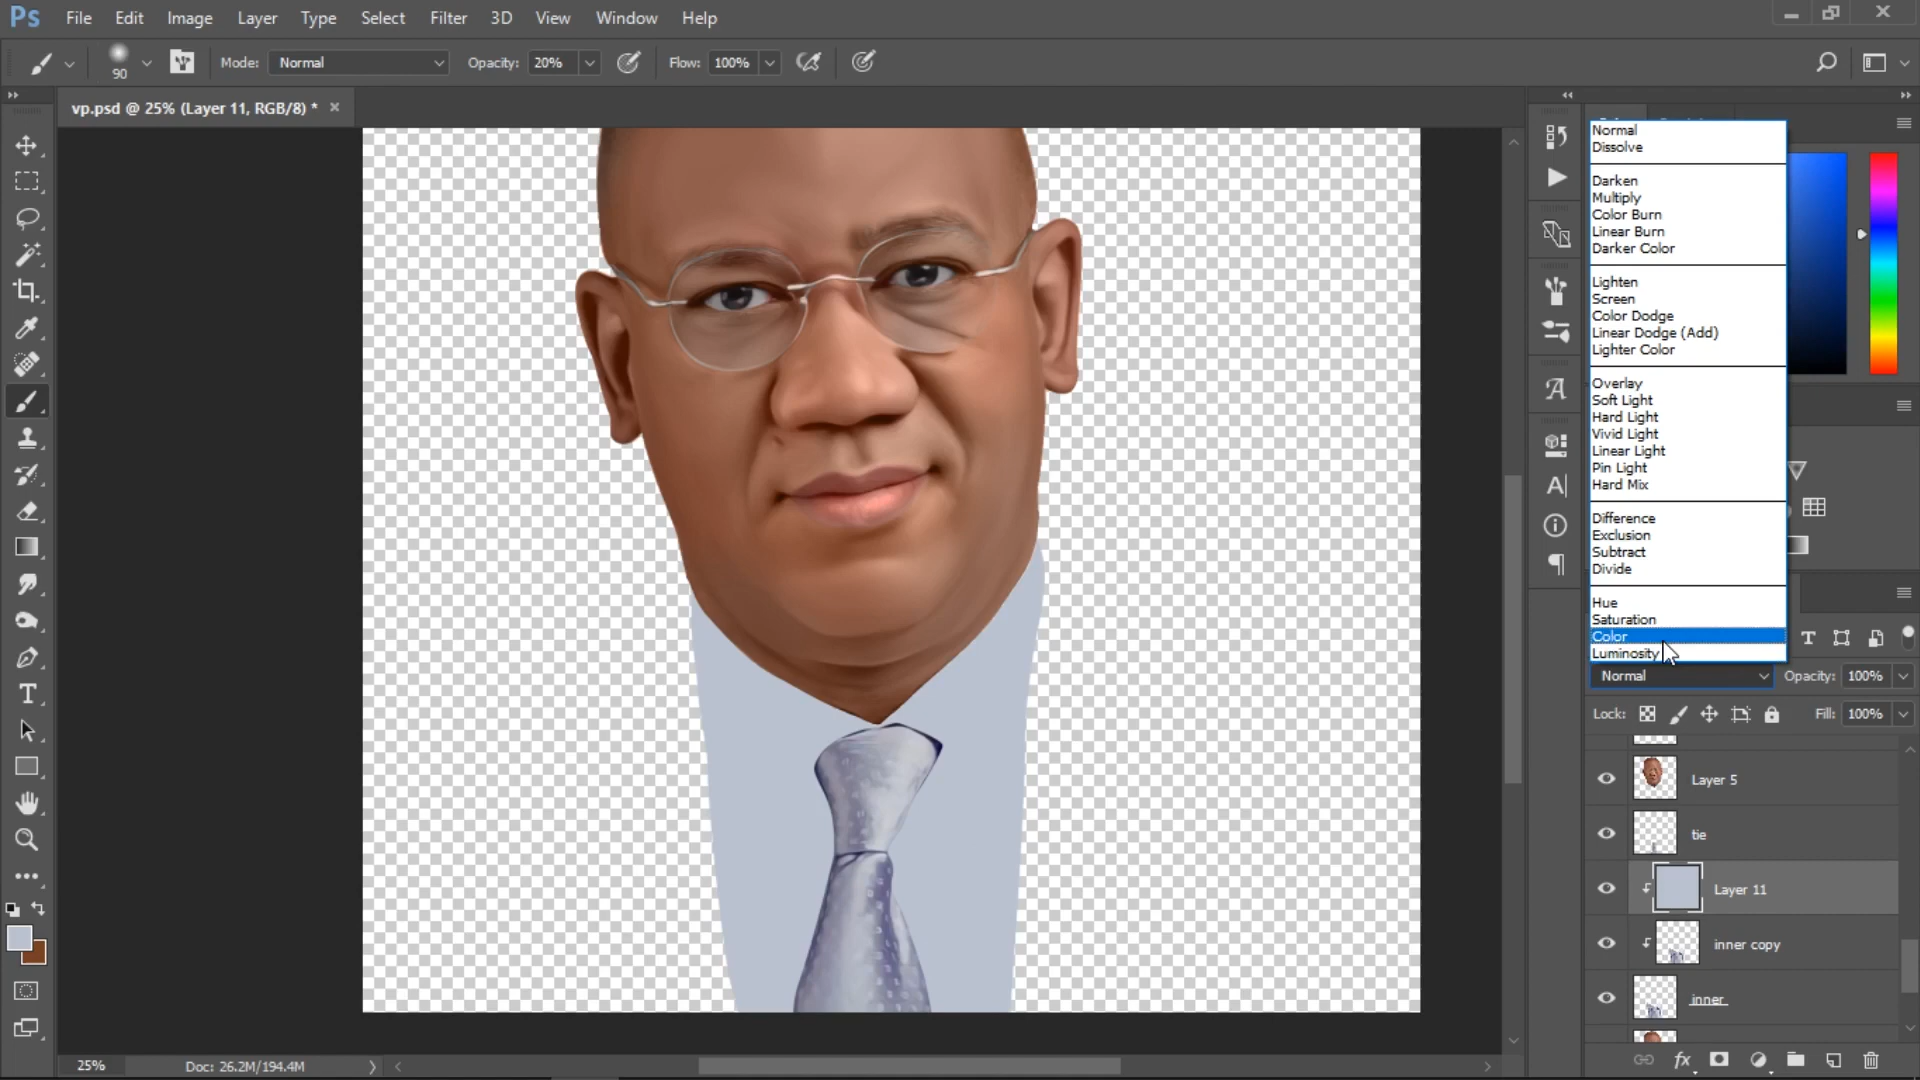 Ps File Edit Image Layer Type Select Filter 3D View Window Help
90 Mode: Normal Opacity: 20% Flow: 100%
vp.psd @ 25% (Layer 11, RGB/8) *
Normal
Dissolve
Darken
Multiply
Color Burn
Linear Burn
Darker Color
Lighten
Screen
Color Dodge
Linear Dodge (Add)
Lighter Color
Overlay
Soft Light
Hard Light
Vivid Light
Linear Light
Pin Light
Hard Mix
Difference
Exclusion
Subtract
Divide
Hue
Saturation
Color
Luminosity
Normal Opacity: 100%
Lock: Fill: 100%
Layer 5
tie
Layer 11
inner copy
inner
25% Doc: 26.2M/194.4M